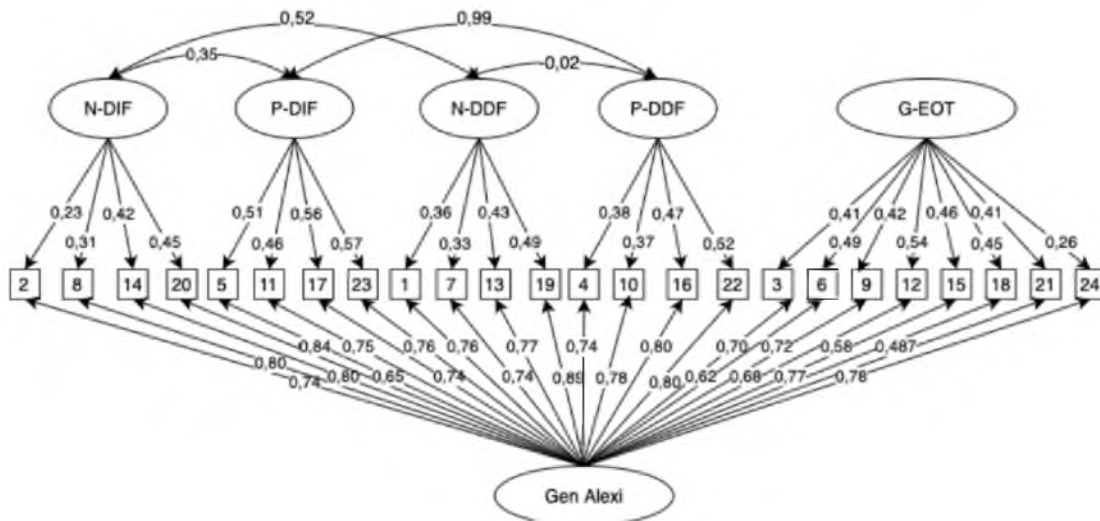 0,52 0,99
0,35 0,02
N-DIF P-DIF N-DDF P-DDF G-EOT
0,23 0,42 0,51 0,56 0,36 0,43 0,38 0,47 0,41 0,42 0,46 0,41
0,31 0,45 0,46 0,57 0,33 0,49 0,37 0,52 0,49 0,54 0,45 0,26
2 8 14 20 5 11 17 23 1 7 13 19 4 10 16 22 3 6 9 12 15 18 21 24
0,84 0,75 0,76 0,76 0,77 0,74 0,80 0,70 0,72 0,58 0,487
0,80 0,74 0,80 0,65 0,74 0,74 0,89 0,78 0,80 0,62 0,68 0,77 0,78
Gen Alexi